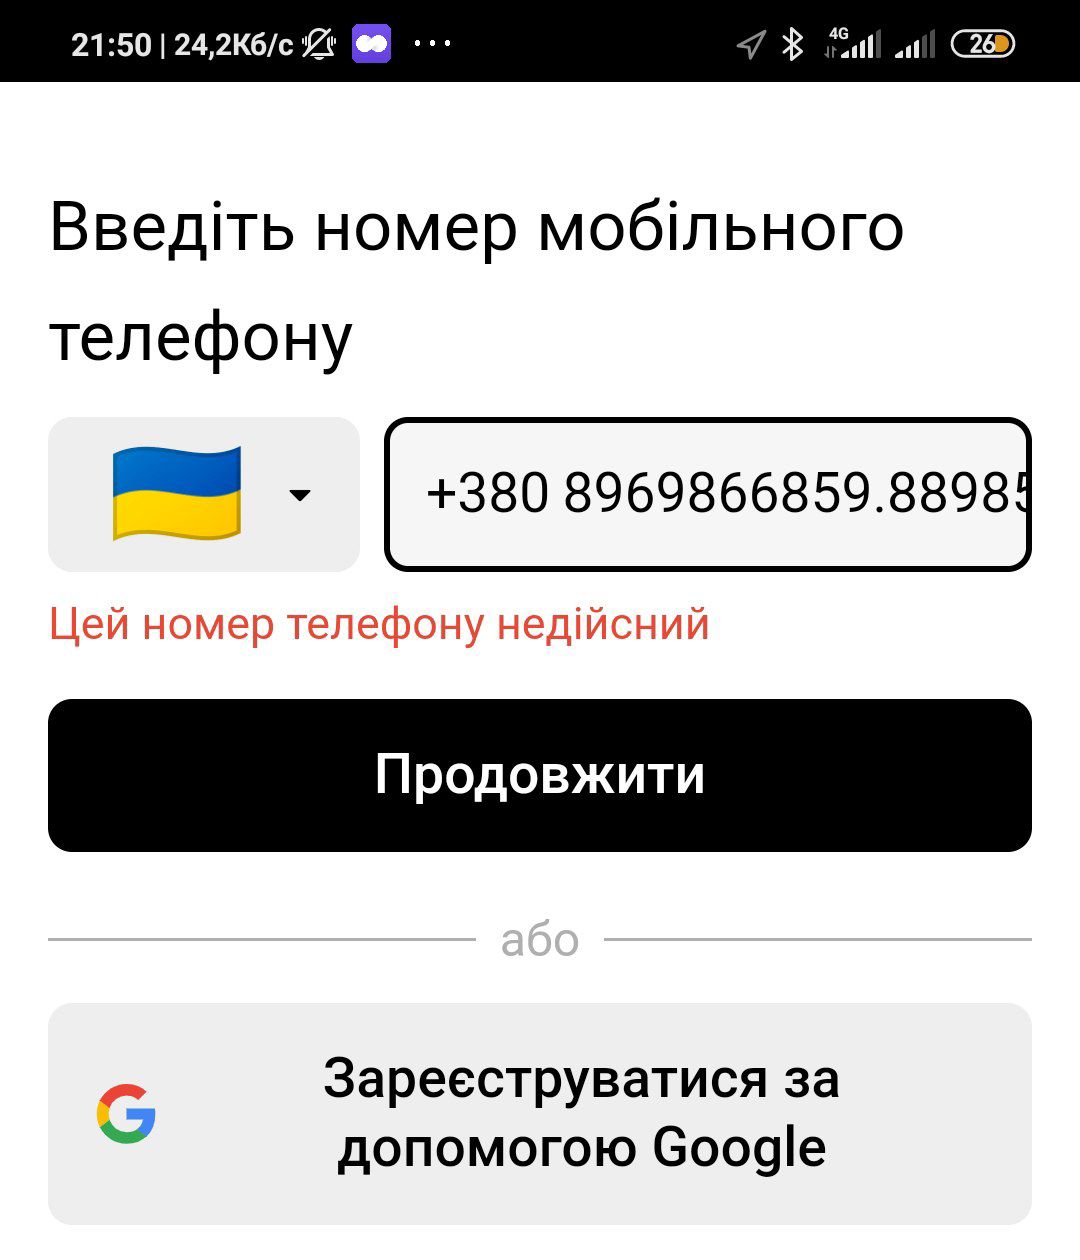 21:50 | 24,2Кб/с ... 4G 26
Введіть номер мобільного
телефону
+380 8969866859.88985
Цей номер телефону недійсний
Продовжити
або
Зареєструватися за
допомогою Google